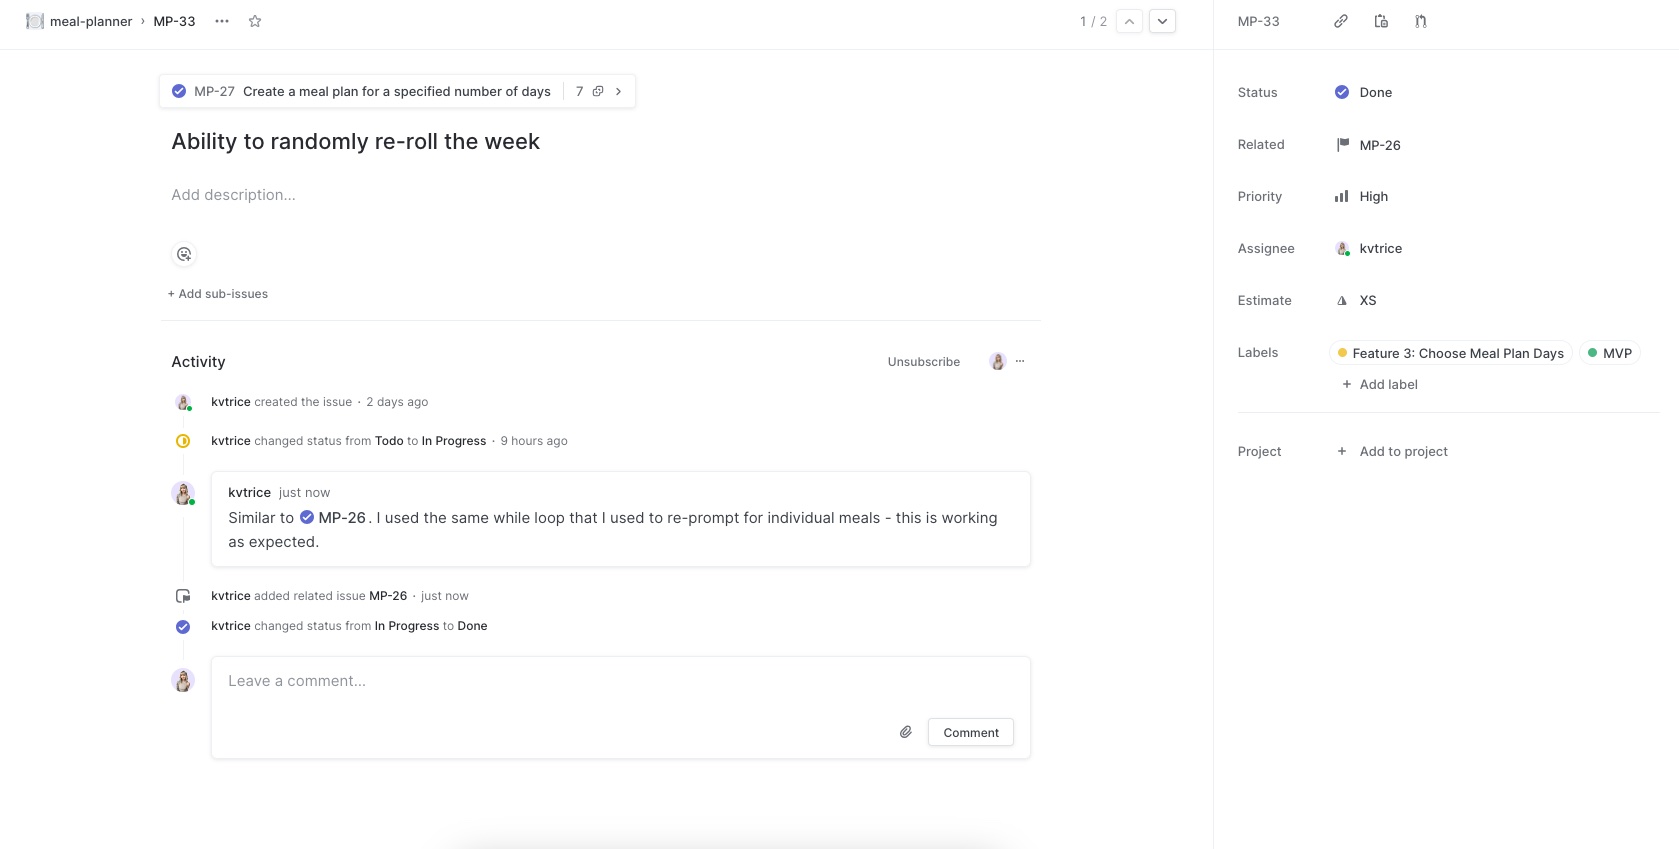 meal-planner › MP-33 ···
1 / 2
MP-27 Create a meal plan for a specified number of days 7
Ability to randomly re-roll the week
Add description...
+ Add sub-issues
Activity
Unsubscribe ···
kvtrice created the issue · 2 days ago
kvtrice changed status from Todo to In Progress · 9 hours ago
kvtrice just now
Similar to MP-26. I used the same while loop that I used to re-prompt for individual meals - this is working
as expected.
kvtrice added related issue MP-26 · just now
kvtrice changed status from In Progress to Done
Leave a comment...
Comment
MP-33
Status Done
Related MP-26
Priority High
Assignee kvtrice
Estimate XS
Labels Feature 3: Choose Meal Plan Days MVP
+ Add label
Project + Add to project